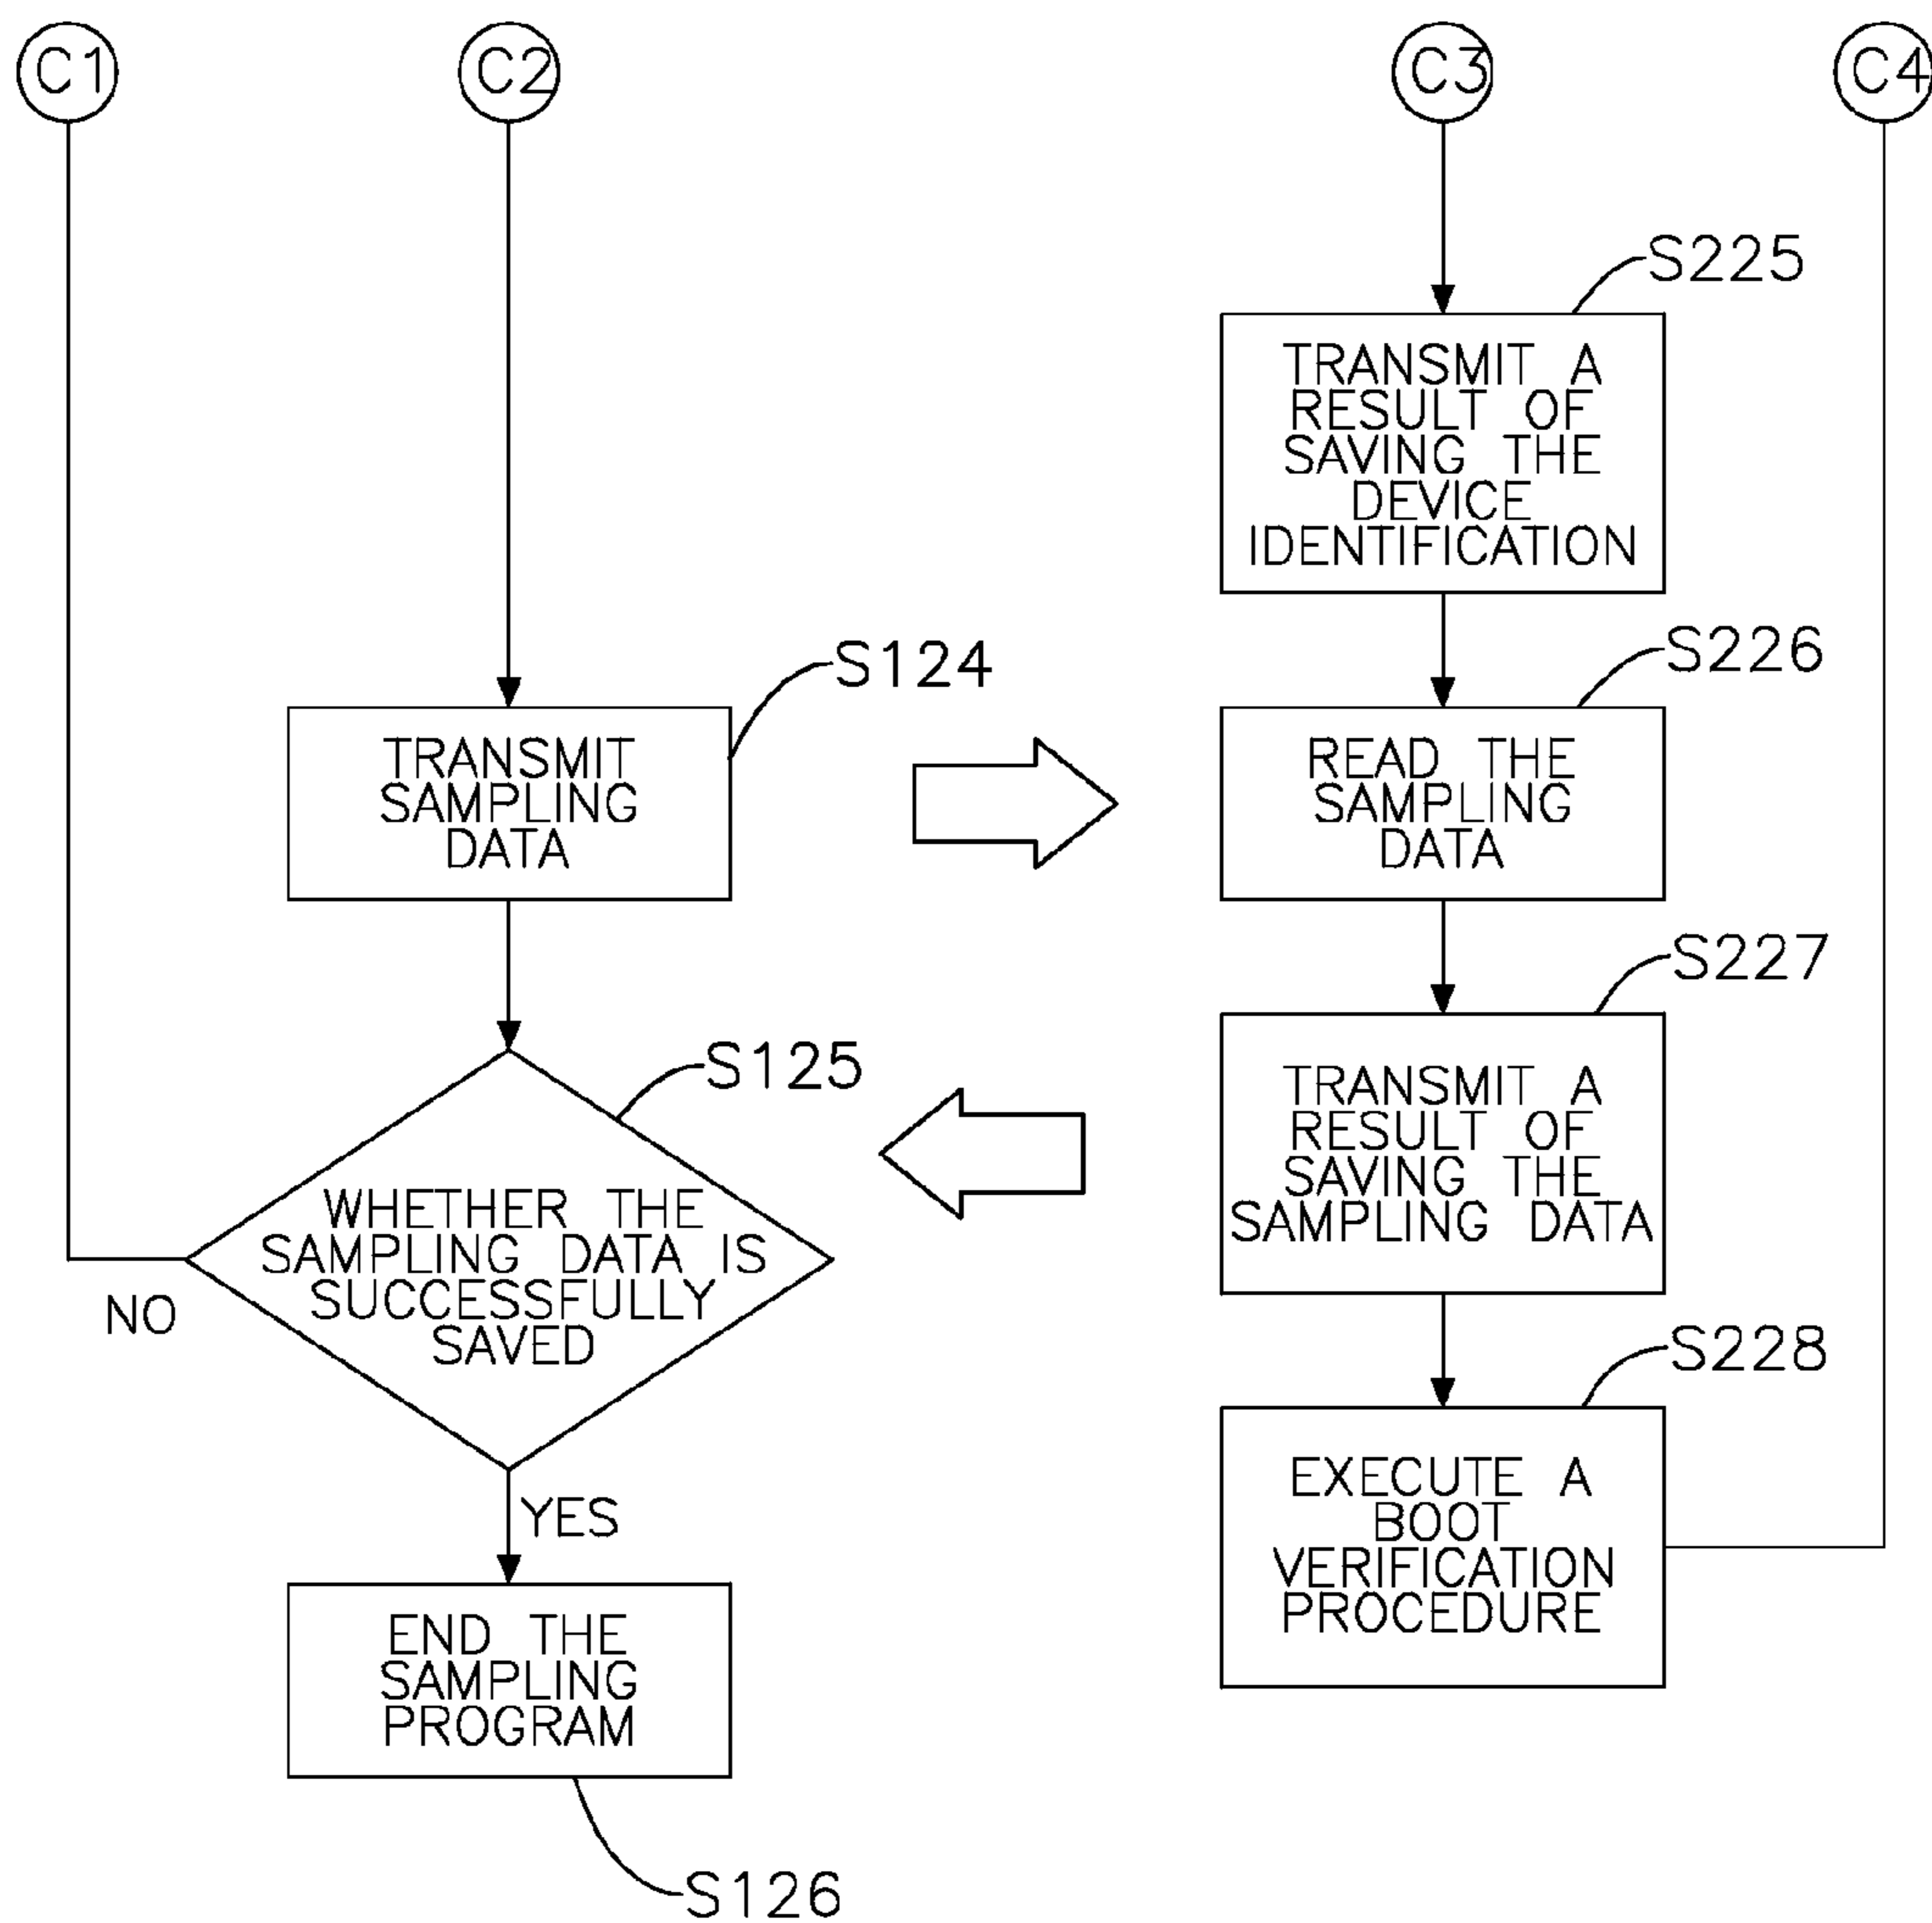 C1
C2
C3
C4
S225
TRANSMIT A
RESULT OF
SAVING THE
DEVICE
IDENTIFICATION
S124
TRANSMIT
SAMPLING
DATA
S226
READ THE
SAMPLING
DATA
S227
TRANSMIT A
RESULT OF
SAVING THE
SAMPLING DATA
S125
WHETHER THE
SAMPLING DATA IS
SUCCESSFULLY
SAVED
NO
YES
S228
EXECUTE A
BOOT
VERIFICATION
PROCEDURE
END THE
SAMPLING
PROGRAM
S126